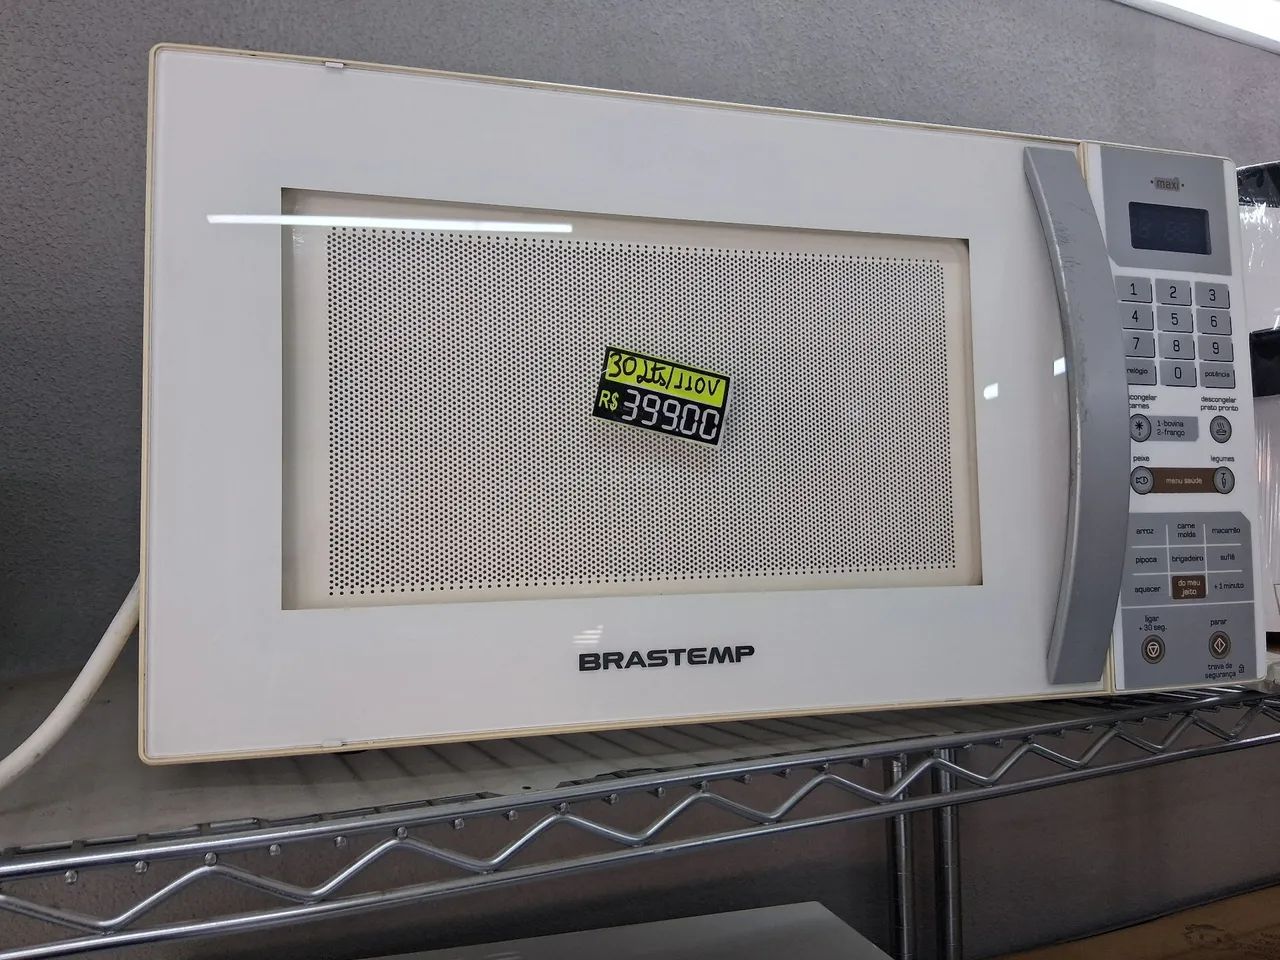 30 Lts/110V
R$ 399.00
BRASTEMP
maxi
1 2 3
4 5 6
7 8 9
relógio 0 potência
descongelar
prato pronto
1-bovina
2-frango
peixe legumes
menu saúde
arroz carne moída macarrão
pipoca brigadeiro suflê
aquecer do meu jeito +1 minuto
ligar
+30 seg.
parar
trava de
segurança